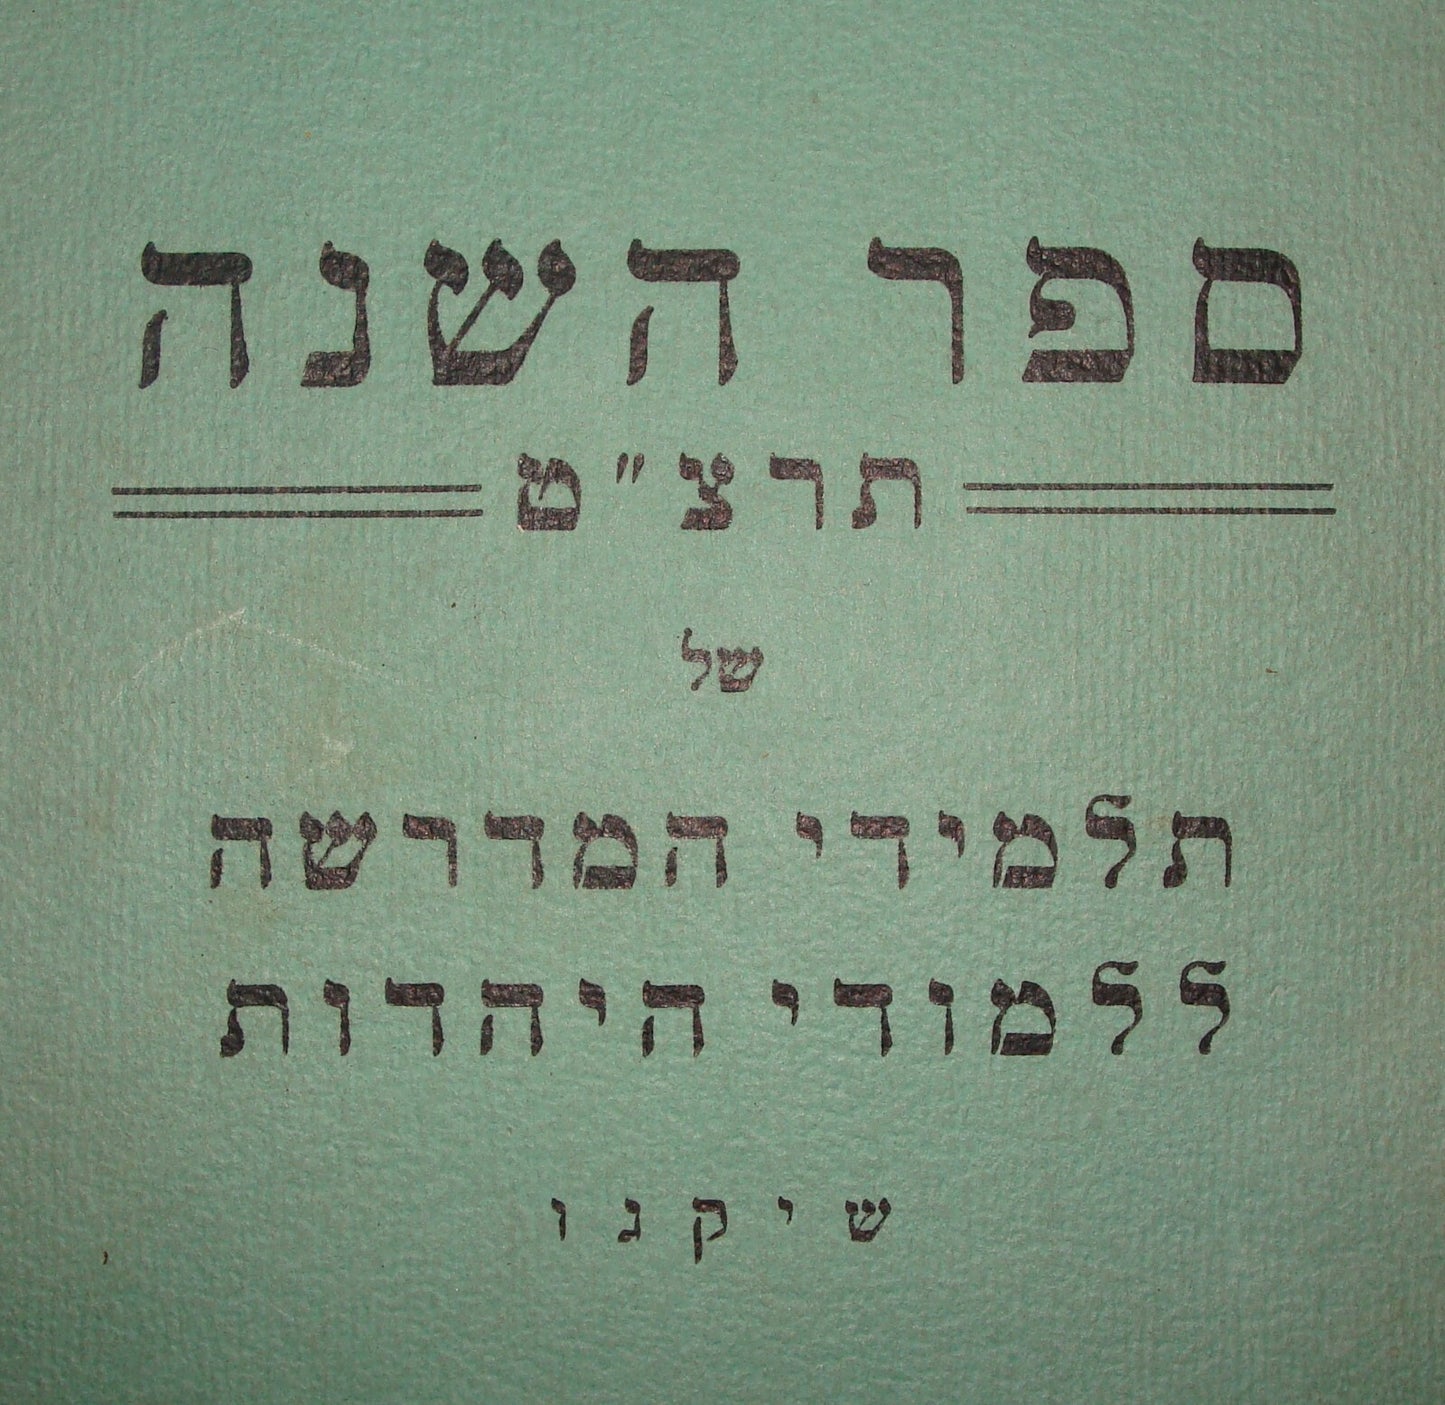 ספר השנה
תרצ"ט
של
תלמידי המדרשה
ללמודי היהדות
שיקגו